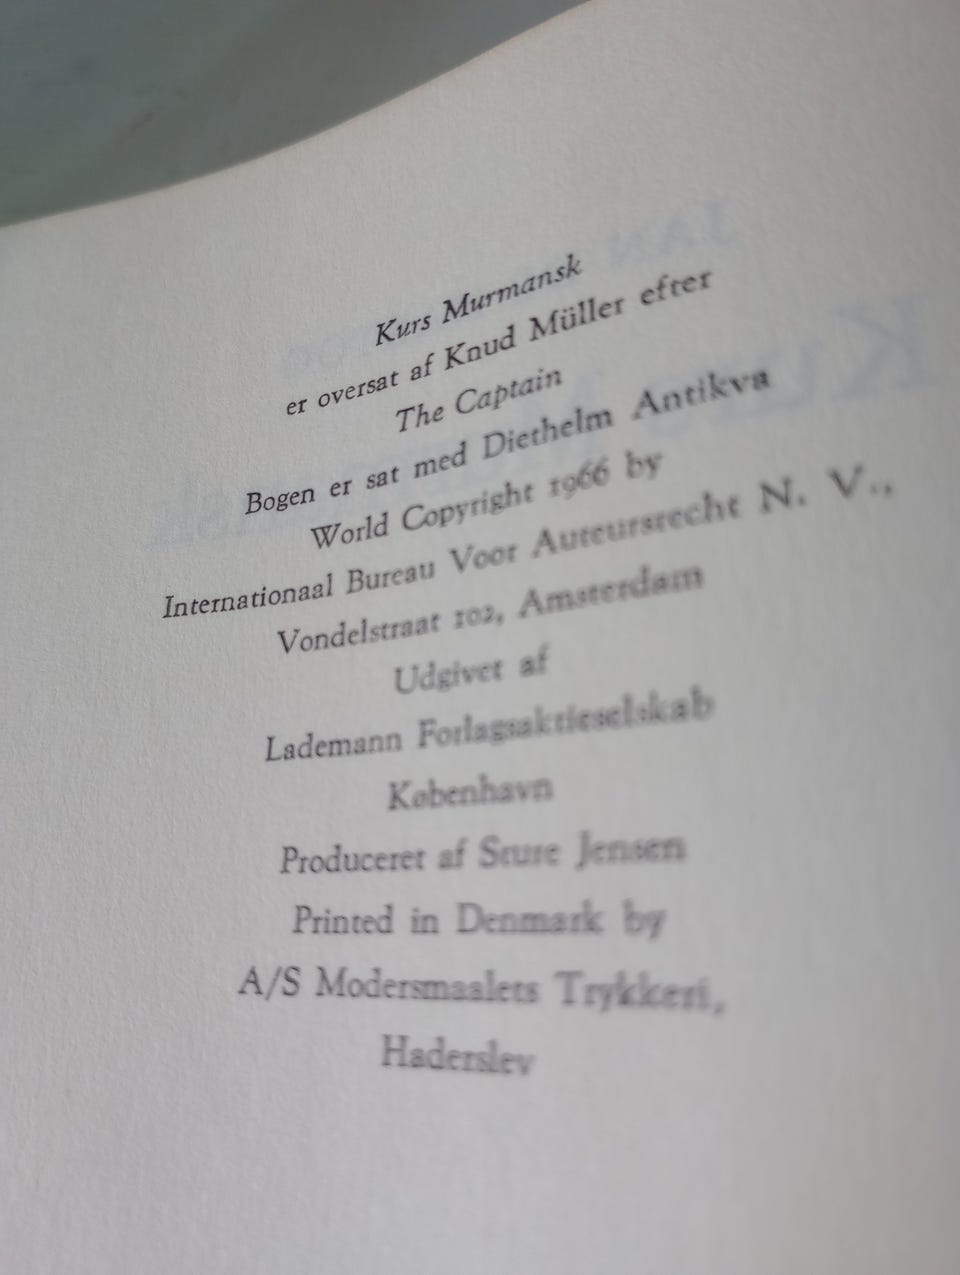 Kurs Murmansk
er oversat af Knud Müller efter
The Captain
Bogen er sat med Diethelm Antikva
World Copyright 1966 by
Internationaal Bureau Voor Auteursrecht N. V.,
Vondelstraat 102, Amsterdam
Udgivet af
Lademann Forlagsaktieselskab
København
Produceret af Sture Jensen
Printed in Denmark by
A/S Modersmaalets Trykkeri,
Haderslev